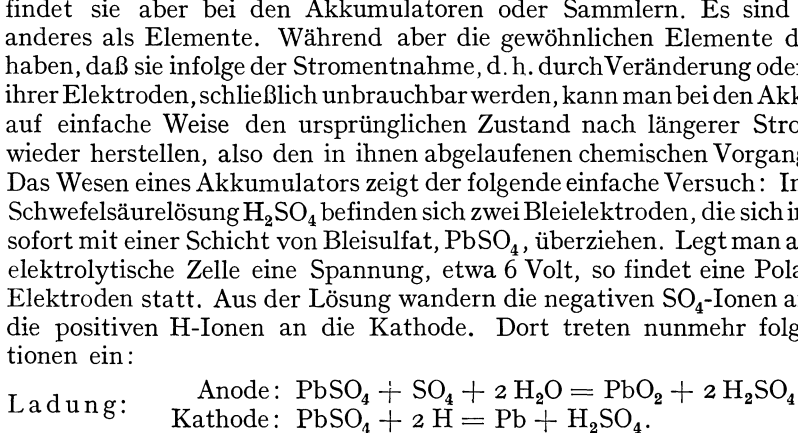 findet sie aber bei den Akkumulatoren oder Sammlern. Es sind
anderes als Elemente. Während aber die gewöhnlichen Elemente d
haben, daß sie infolge der Stromentnahme, d. h. durch Veränderung ode
ihrer Elektroden, schließlich unbrauchbar werden, kann man bei den Akk
auf einfache Weise den ursprünglichen Zustand nach längerer Stro
wieder herstellen, also den in ihnen abgelaufenen chemischen Vorgang
Das Wesen eines Akkumulators zeigt der folgende einfache Versuch: In
Schwefelsäurelösung H₂SO₄ befinden sich zwei Bleielektroden, die sich i
sofort mit einer Schicht von Bleisulfat, PbSO₄, überziehen. Legt man a
elektrolytische Zelle eine Spannung, etwa 6 Volt, so findet eine Pola
Elektroden statt. Aus der Lösung wandern die negativen SO₄-Ionen a
die positiven H-Ionen an die Kathode. Dort treten nunmehr folg
tionen ein:
Anode: PbSO₄ + SO₄ + 2 H₂O = PbO₂ + 2 H₂SO₄
Ladung:
Kathode: PbSO₄ + 2 H = Pb + H₂SO₄.